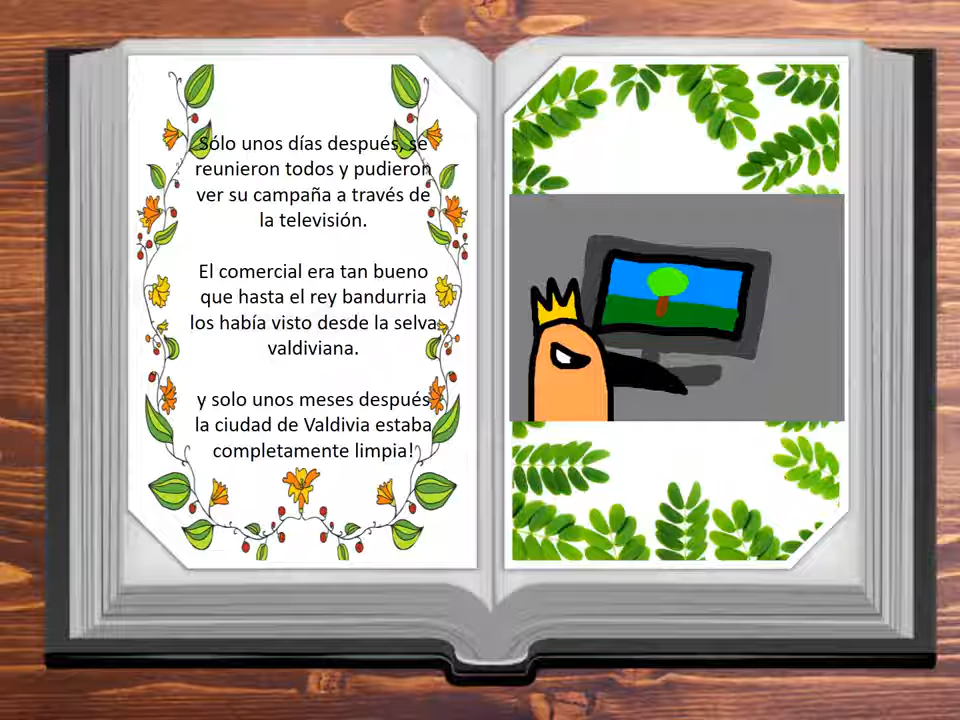 Sólo unos días después, se
reunieron todos y pudieron
ver su campaña a través de
la televisión.
El comercial era tan bueno
que hasta el rey bandurria
los había visto desde la selva
valdiviana.
y solo unos meses después
la ciudad de Valdivia estaba
completamente limpia!